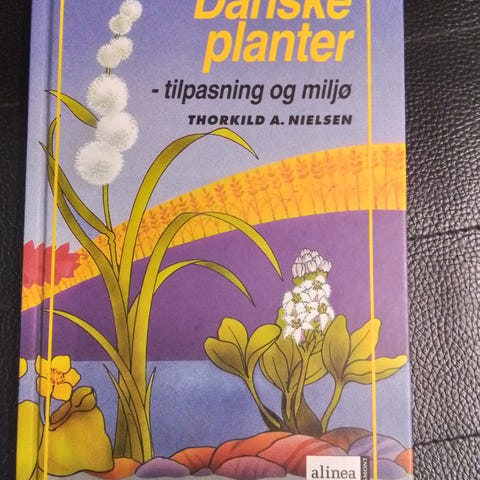 Danske
planter
- tilpasning og miljø
THORKILD A. NIELSEN
alinea